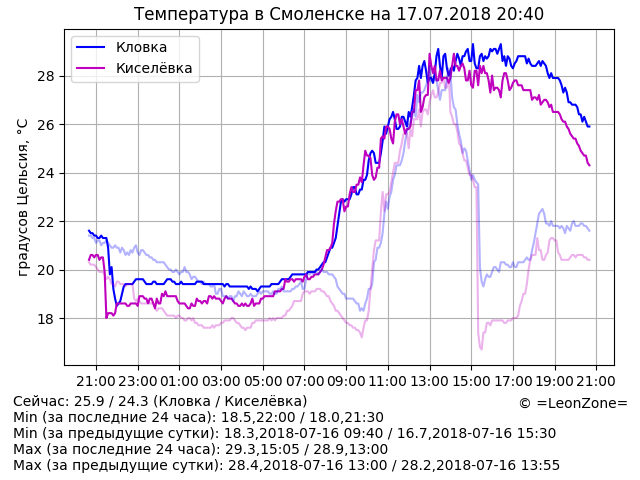 Температура в Смоленске на 17.07.2018 20:40
Кловка
Киселёвка
градусов Цельсия, °C
28
26
24
22
20
18
21:00 23:00 01:00 03:00 05:00 07:00 09:00 11:00 13:00 15:00 17:00 19:00 21:00
Сейчас: 25.9 / 24.3 (Кловка / Киселёвка)
© =LeonZone=
Min (за последние 24 часа): 18.5,22:00 / 18.0,21:30
Min (за предыдущие сутки): 18.3,2018-07-16 09:40 / 16.7,2018-07-16 15:30
Max (за последние 24 часа): 29.3,15:05 / 28.9,13:00
Max (за предыдущие сутки): 28.4,2018-07-16 13:00 / 28.2,2018-07-16 13:55